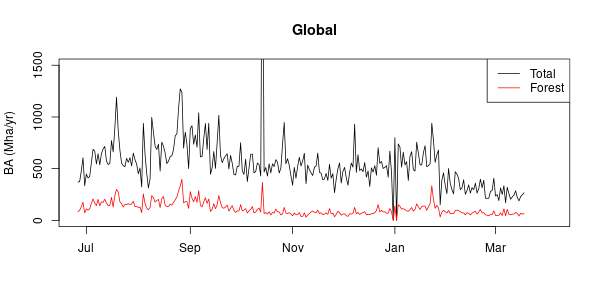 Global
BA (Mha/yr)
1500
1000
500
0
Total
Forest
Jul
Sep
Nov
Jan
Mar